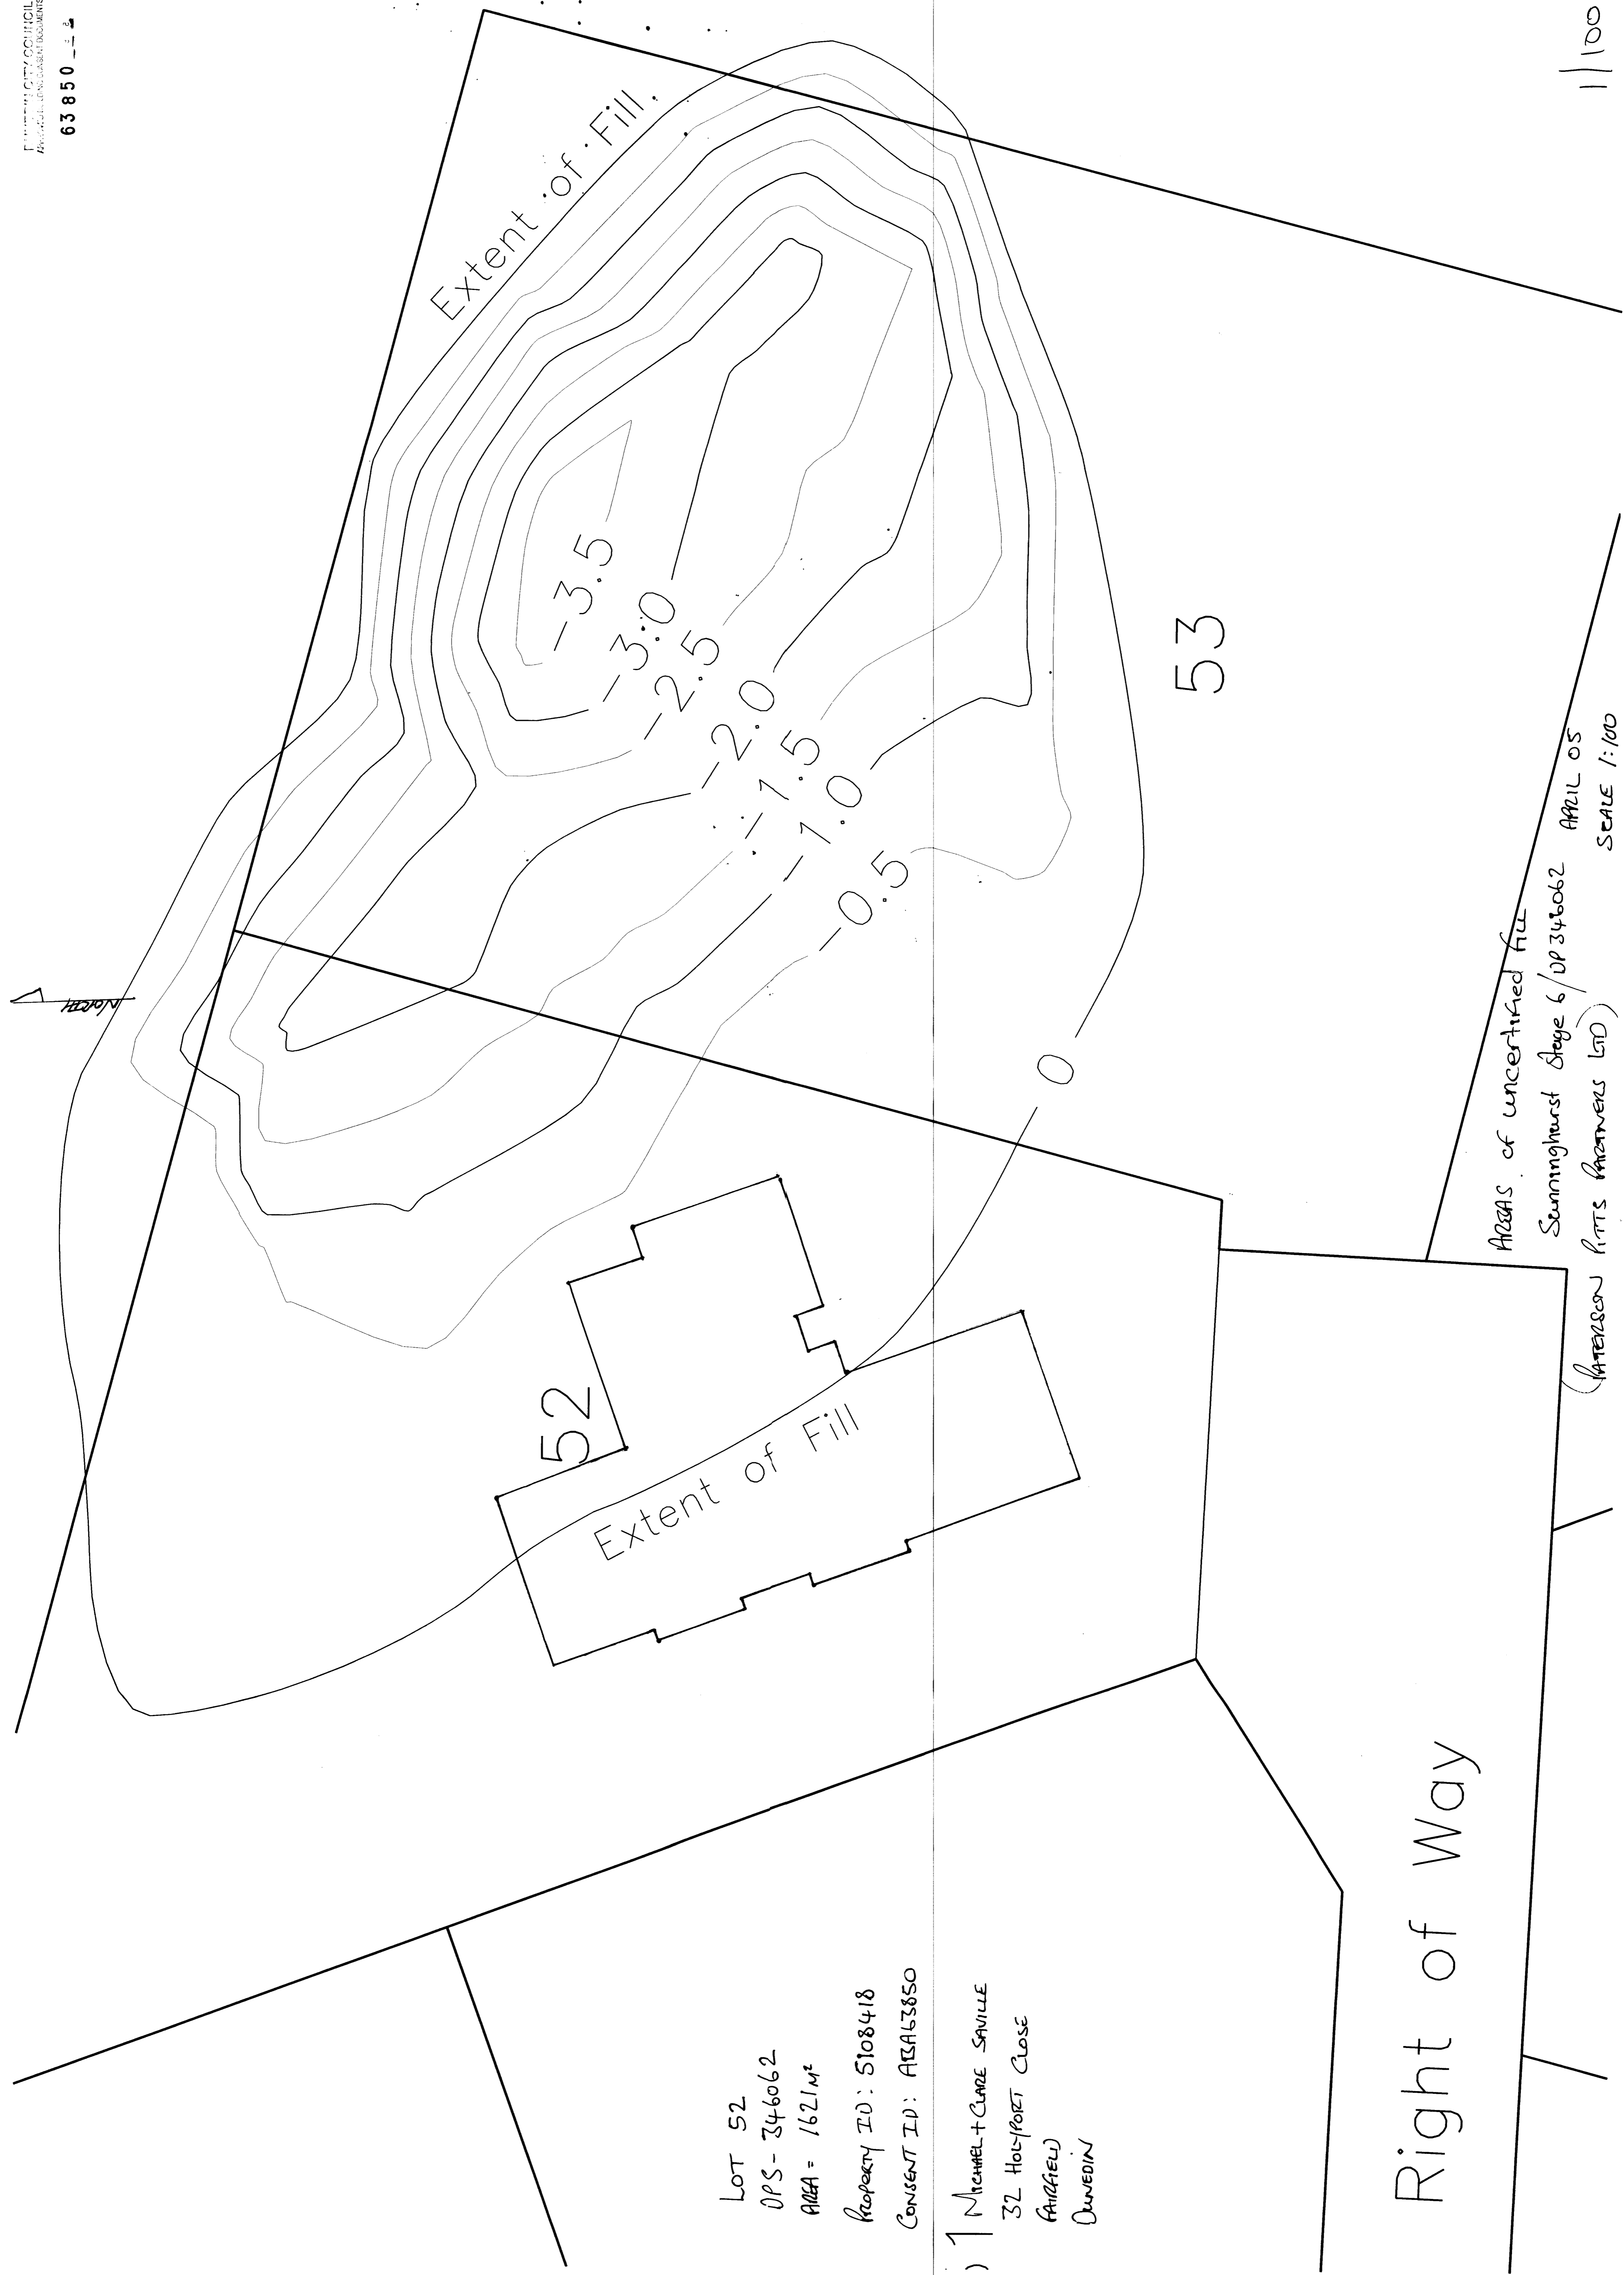 63850
Extent of Fill
NORTH
-3.5
-3.0
-2.5
-2.0
-1.5
-1.0
-0.5
0
53
52
Extent of Fill
LOT 52
DPS - 346062
AREA = 1621M²
PROPERTY ID: 5108418
CONSENT ID: ABA63850
MICHAEL + CLARE SAVILLE
32 HOLYPORT CLOSE
FAIRFIELD
DUNEDIN
Right of Way
AREAS of uncertified fill
Sunninghurst Stage 6/DP 346062 APRIL 05
(PATERSON PITTS PARTNERS LTD) SCALE 1:100
1/100